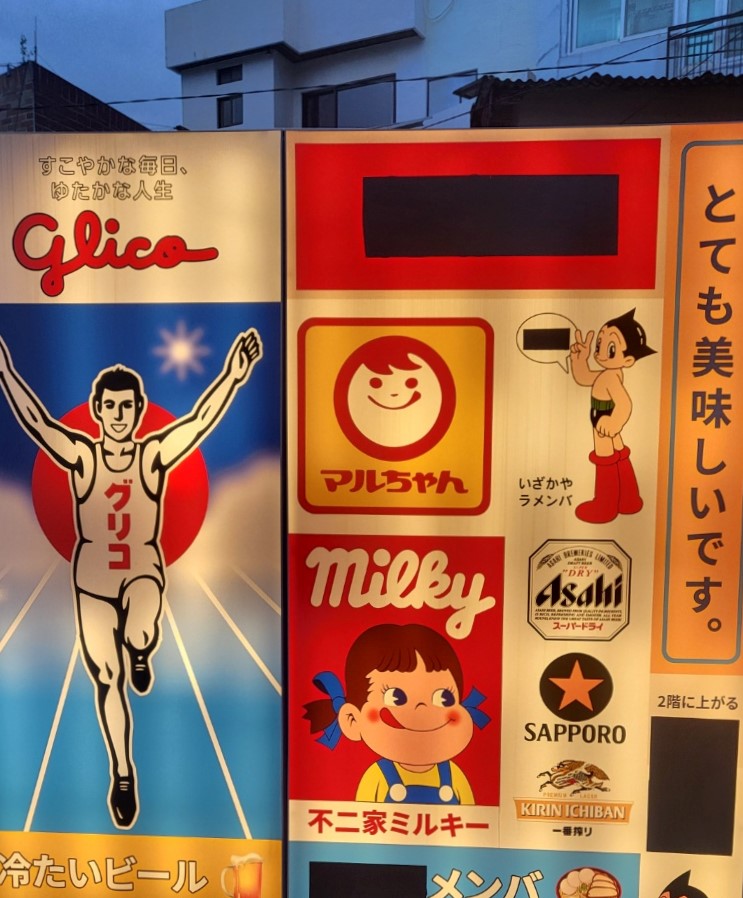 すこやかな毎日、
ゆたかな人生
Glico
グリコ
冷たいビール
マルちゃん
いざかや
ラメンバ
Milky
不二家ミルキー
ASAHI BREWERIES LIMITED
"DRY"
Asahi
スーパードライ
SAPPORO
KIRIN ICHIBAN
一番搾り
とても美味しいです。
2階に上がる
メンバ